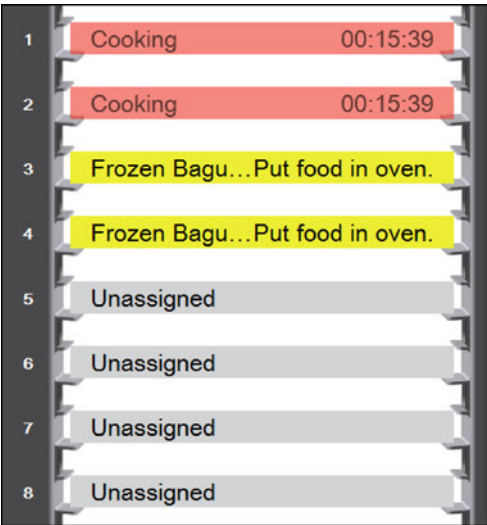 1 Cooking 00:15:39
2 Cooking 00:15:39
3 Frozen Bagu...Put food in oven.
4 Frozen Bagu...Put food in oven.
5 Unassigned
6 Unassigned
7 Unassigned
8 Unassigned